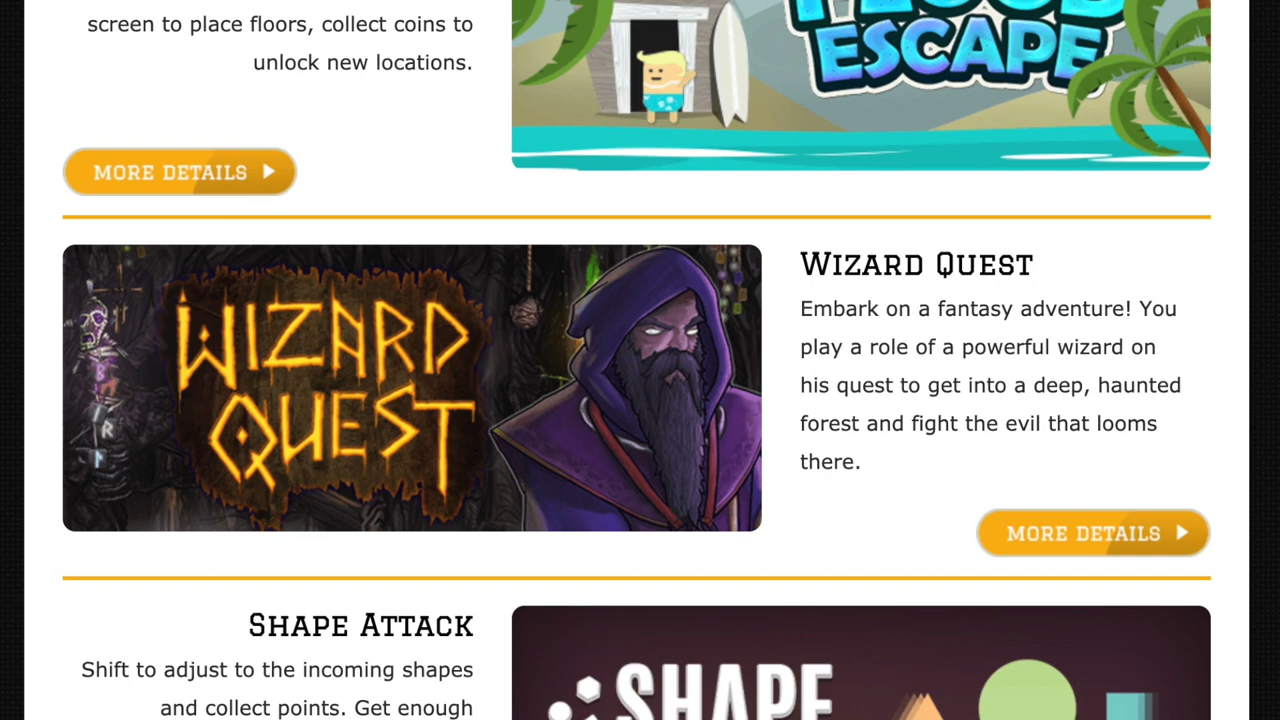 screen to place floors, collect coins to
unlock new locations.
MORE DETAILS
ESCAPE
WIZARD
QUEST
Wizard Quest
Embark on a fantasy adventure! You
play a role of a powerful wizard on
his quest to get into a deep, haunted
forest and fight the evil that looms
there.
MORE DETAILS
Shape Attack
Shift to adjust to the incoming shapes
and collect points. Get enough
SHAPE